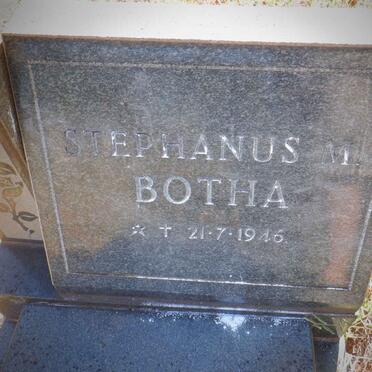 STEPHANUS M.
BOTHA
☆ † 21-7-1946